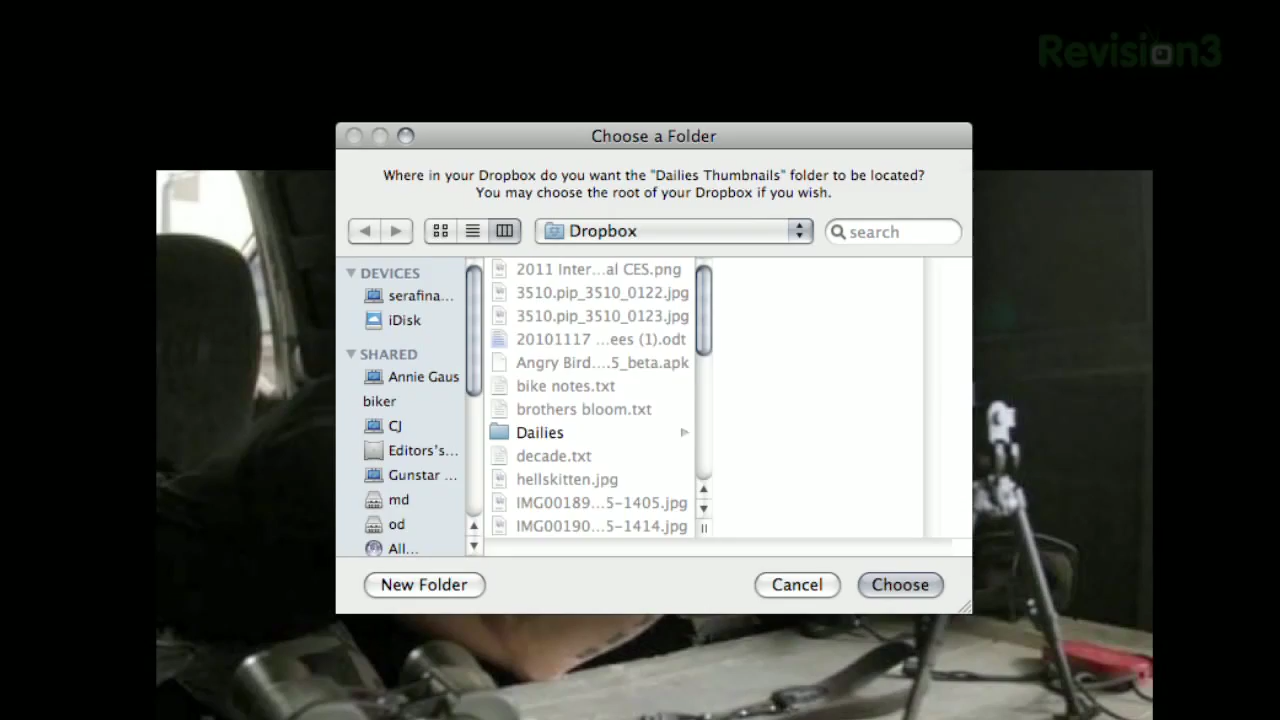 Revision3
Choose a Folder
Where in your Dropbox do you want the "Dailies Thumbnails" folder to be located?
You may choose the root of your Dropbox if you wish.
Dropbox
search
DEVICES
serafina...
iDisk
SHARED
Annie Gaus
biker
CJ
Editors's...
Gunstar ...
md
od
All...
2011 Inter...al CES.png
3510.pip_3510_0122.jpg
3510.pip_3510_0123.jpg
20101117 ...ees (1).odt
Angry Bird....5_beta.apk
bike notes.txt
brothers bloom.txt
Dailies
decade.txt
hellskitten.jpg
IMG00189...5-1405.jpg
IMG00190...5-1414.jpg
New Folder
Cancel
Choose